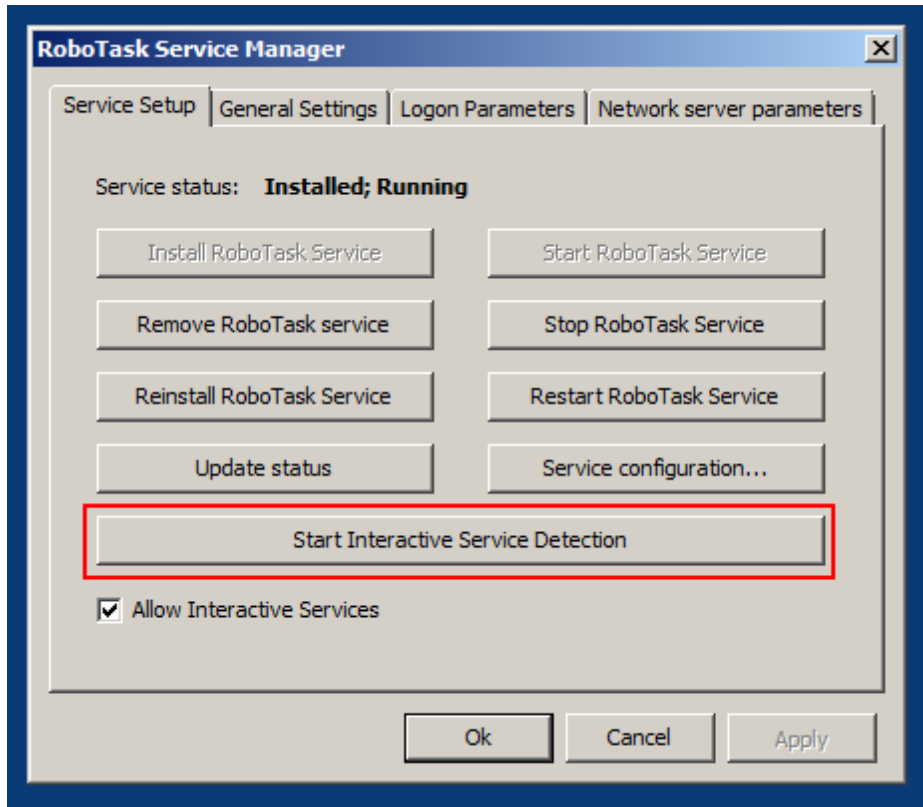 RoboTask Service Manager
Service Setup General Settings Logon Parameters Network server parameters
Service status: Installed; Running
Install RoboTask Service Start RoboTask Service
Remove RoboTask service Stop RoboTask Service
Reinstall RoboTask Service Restart RoboTask Service
Update status Service configuration...
Start Interactive Service Detection
Allow Interactive Services
Ok Cancel Apply